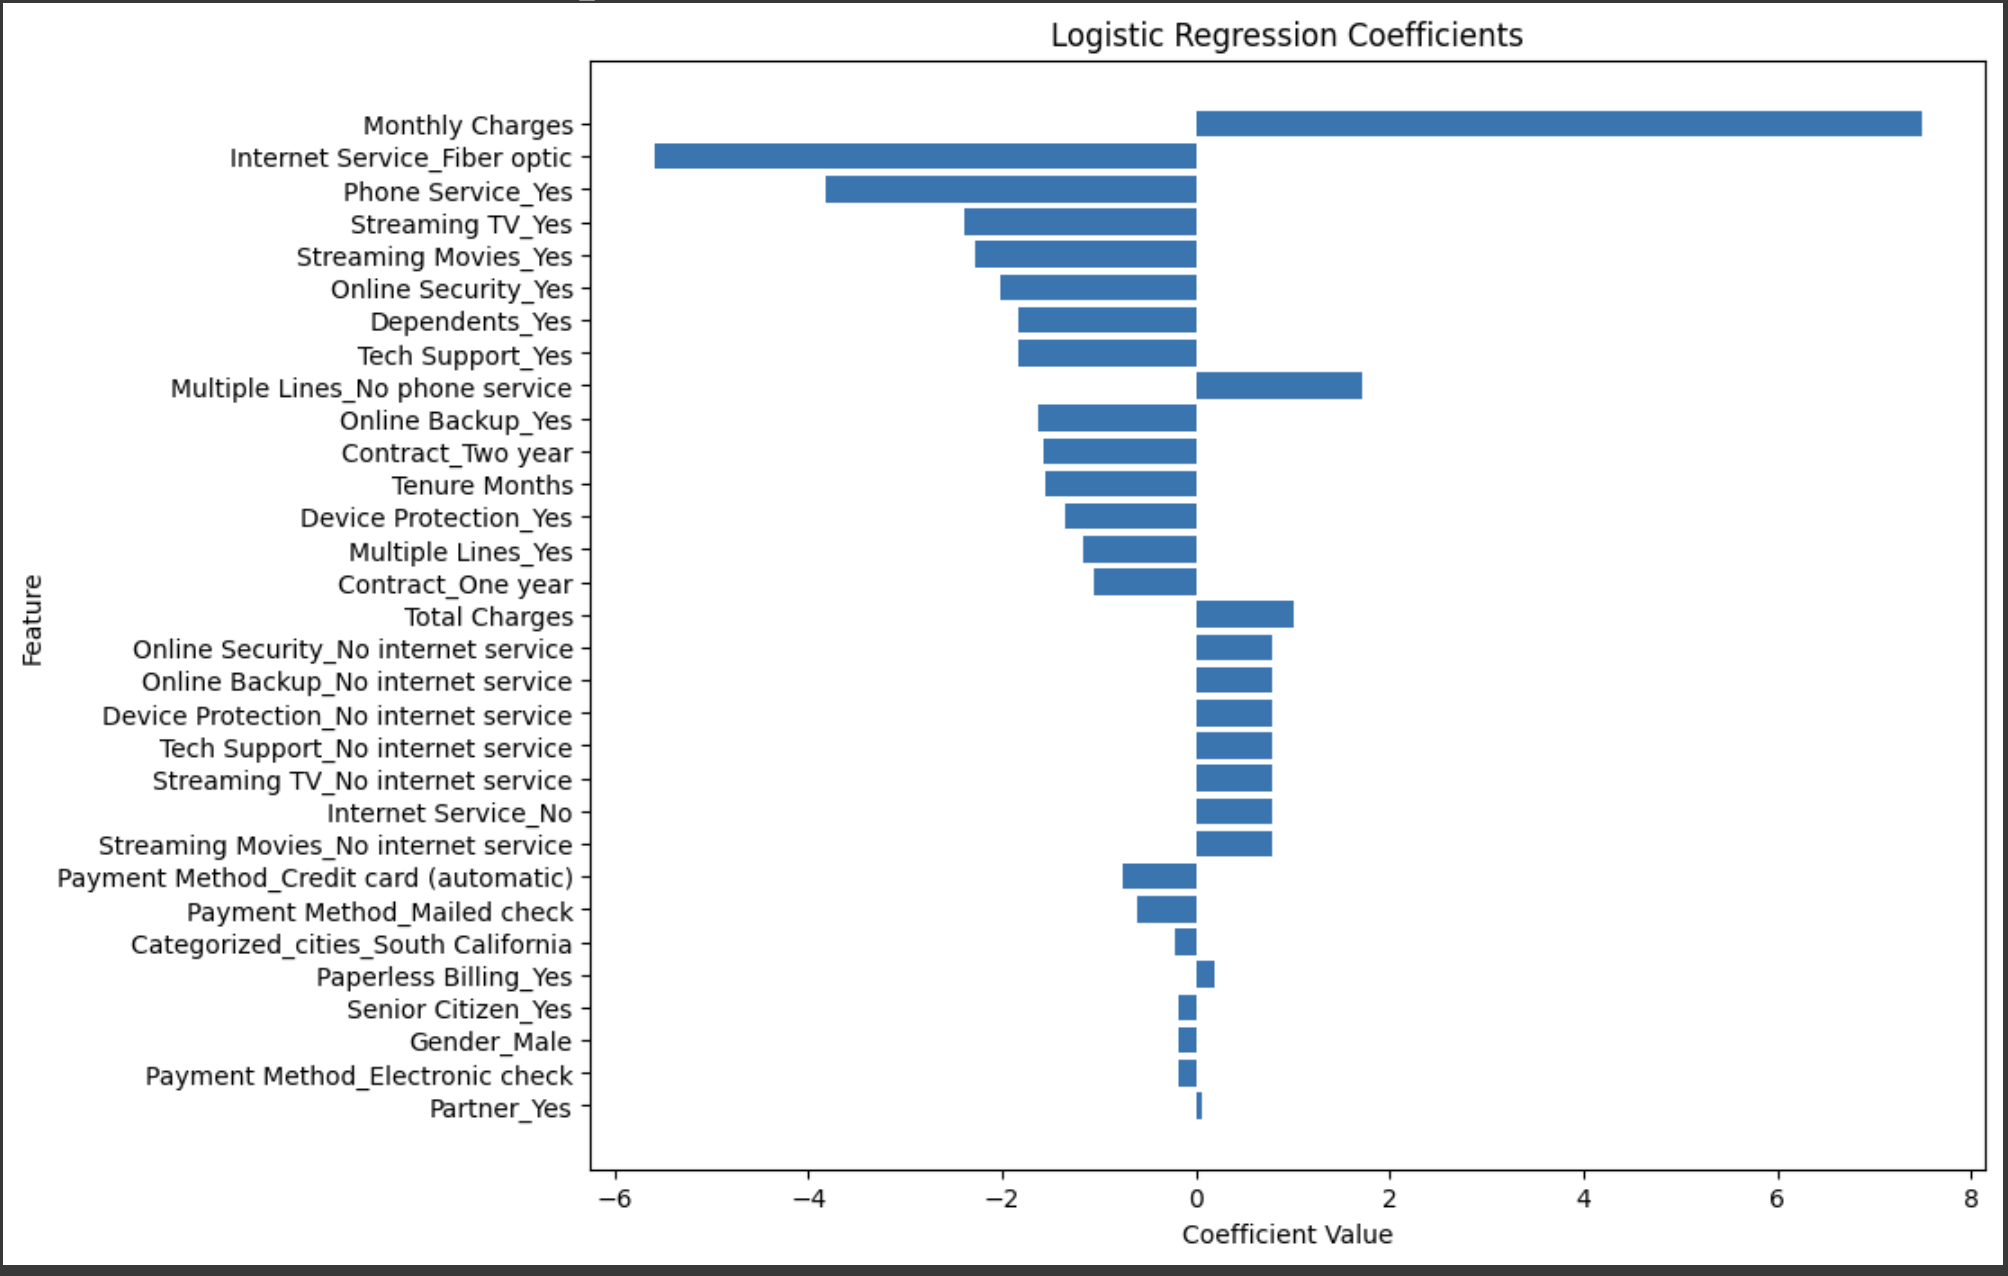 Logistic Regression Coefficients
Monthly Charges
Internet Service_Fiber optic
Phone Service_Yes
Streaming TV_Yes
Streaming Movies_Yes
Online Security_Yes
Dependents_Yes
Tech Support_Yes
Multiple Lines_No phone service
Online Backup_Yes
Contract_Two year
Tenure Months
Device Protection_Yes
Multiple Lines_Yes
Contract_One year
Total Charges
Online Security_No internet service
Online Backup_No internet service
Device Protection_No internet service
Tech Support_No internet service
Streaming TV_No internet service
Internet Service_No
Streaming Movies_No internet service
Payment Method_Credit card (automatic)
Payment Method_Mailed check
Categorized_cities_South California
Paperless Billing_Yes
Senior Citizen_Yes
Gender_Male
Payment Method_Electronic check
Partner_Yes
Feature
−6 −4 −2 0 2 4 6 8
Coefficient Value